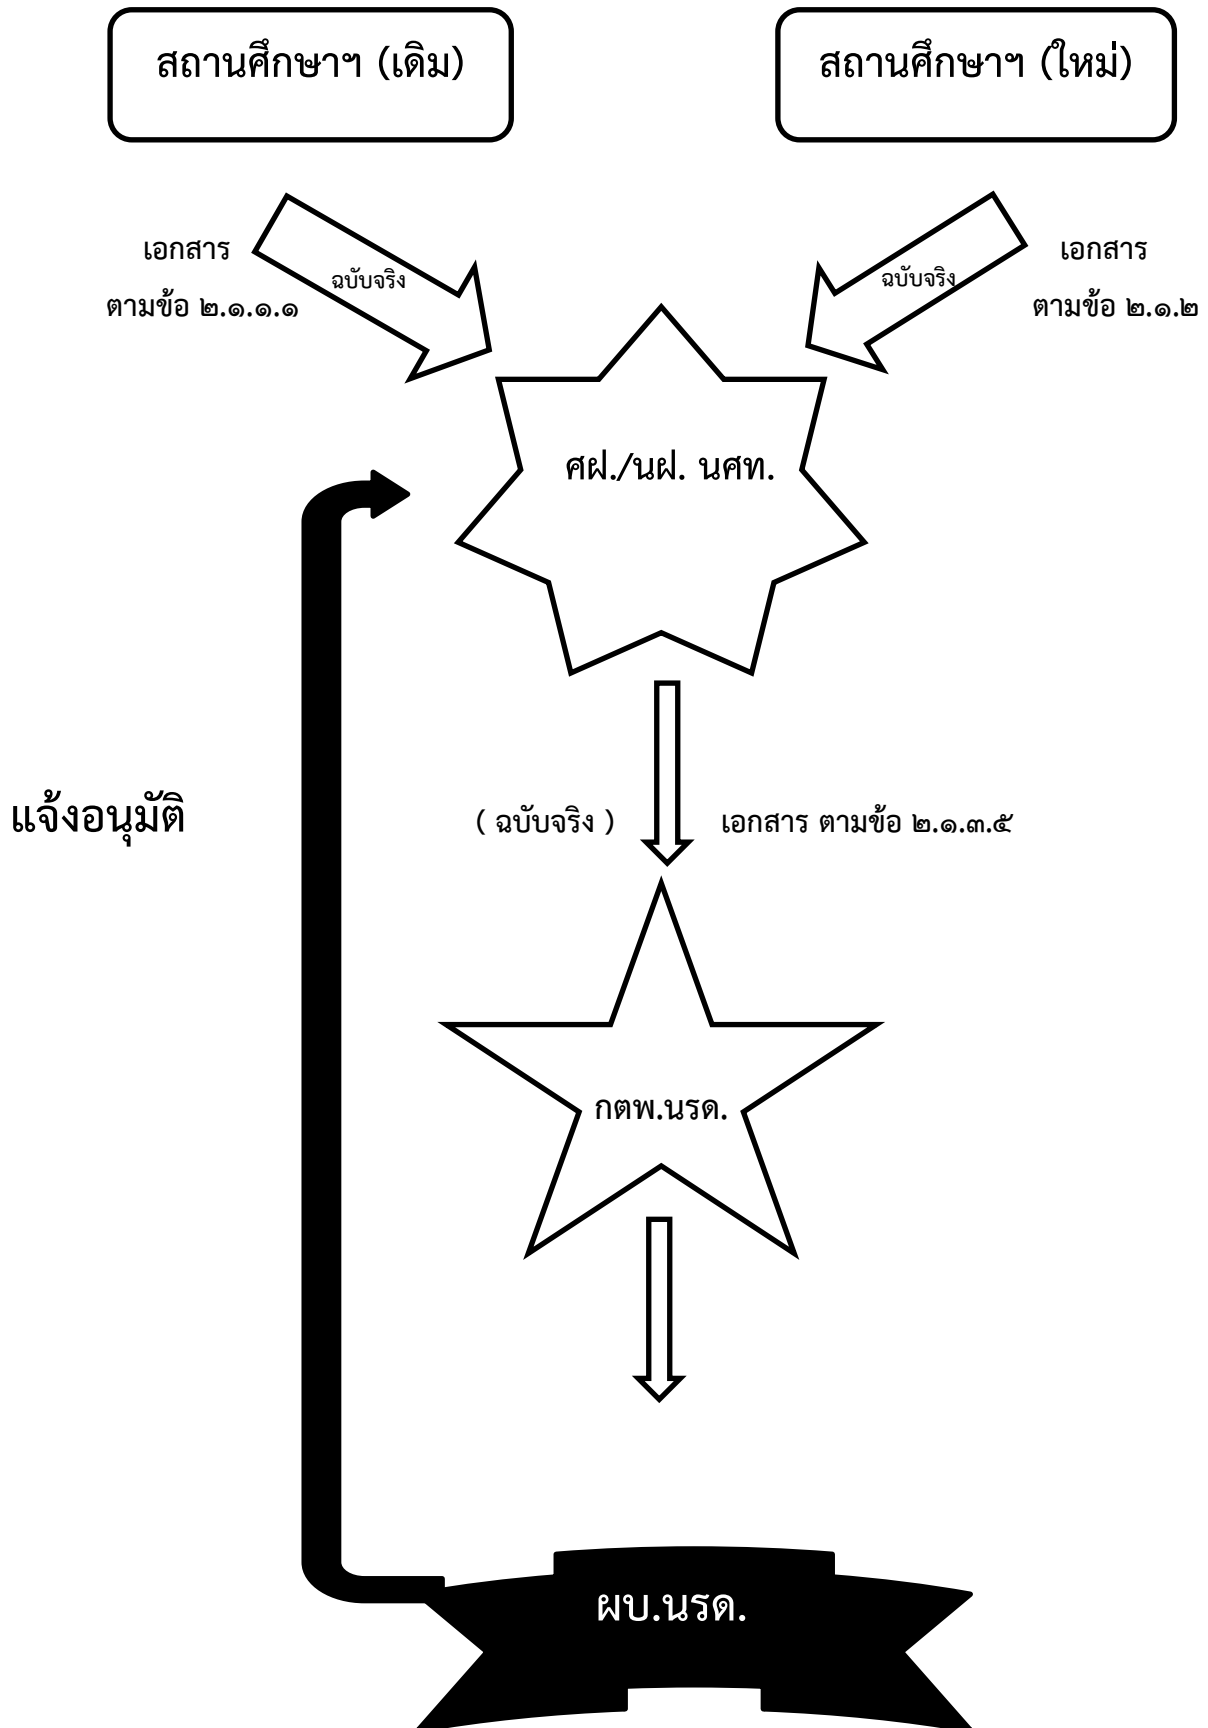 สถานศึกษาฯ (เดิม)
สถานศึกษาฯ (ใหม่)
เอกสาร
ตามข้อ ๒.๑.๑.๑
ฉบับจริง
ฉบับจริง
เอกสาร
ตามข้อ ๒.๑.๒
ศฝ./นฝ. นศท.
แจ้งอนุมัติ
( ฉบับจริง )
เอกสาร ตามข้อ ๒.๑.๓.๕
กตพ.นรด.
ผบ.นรด.